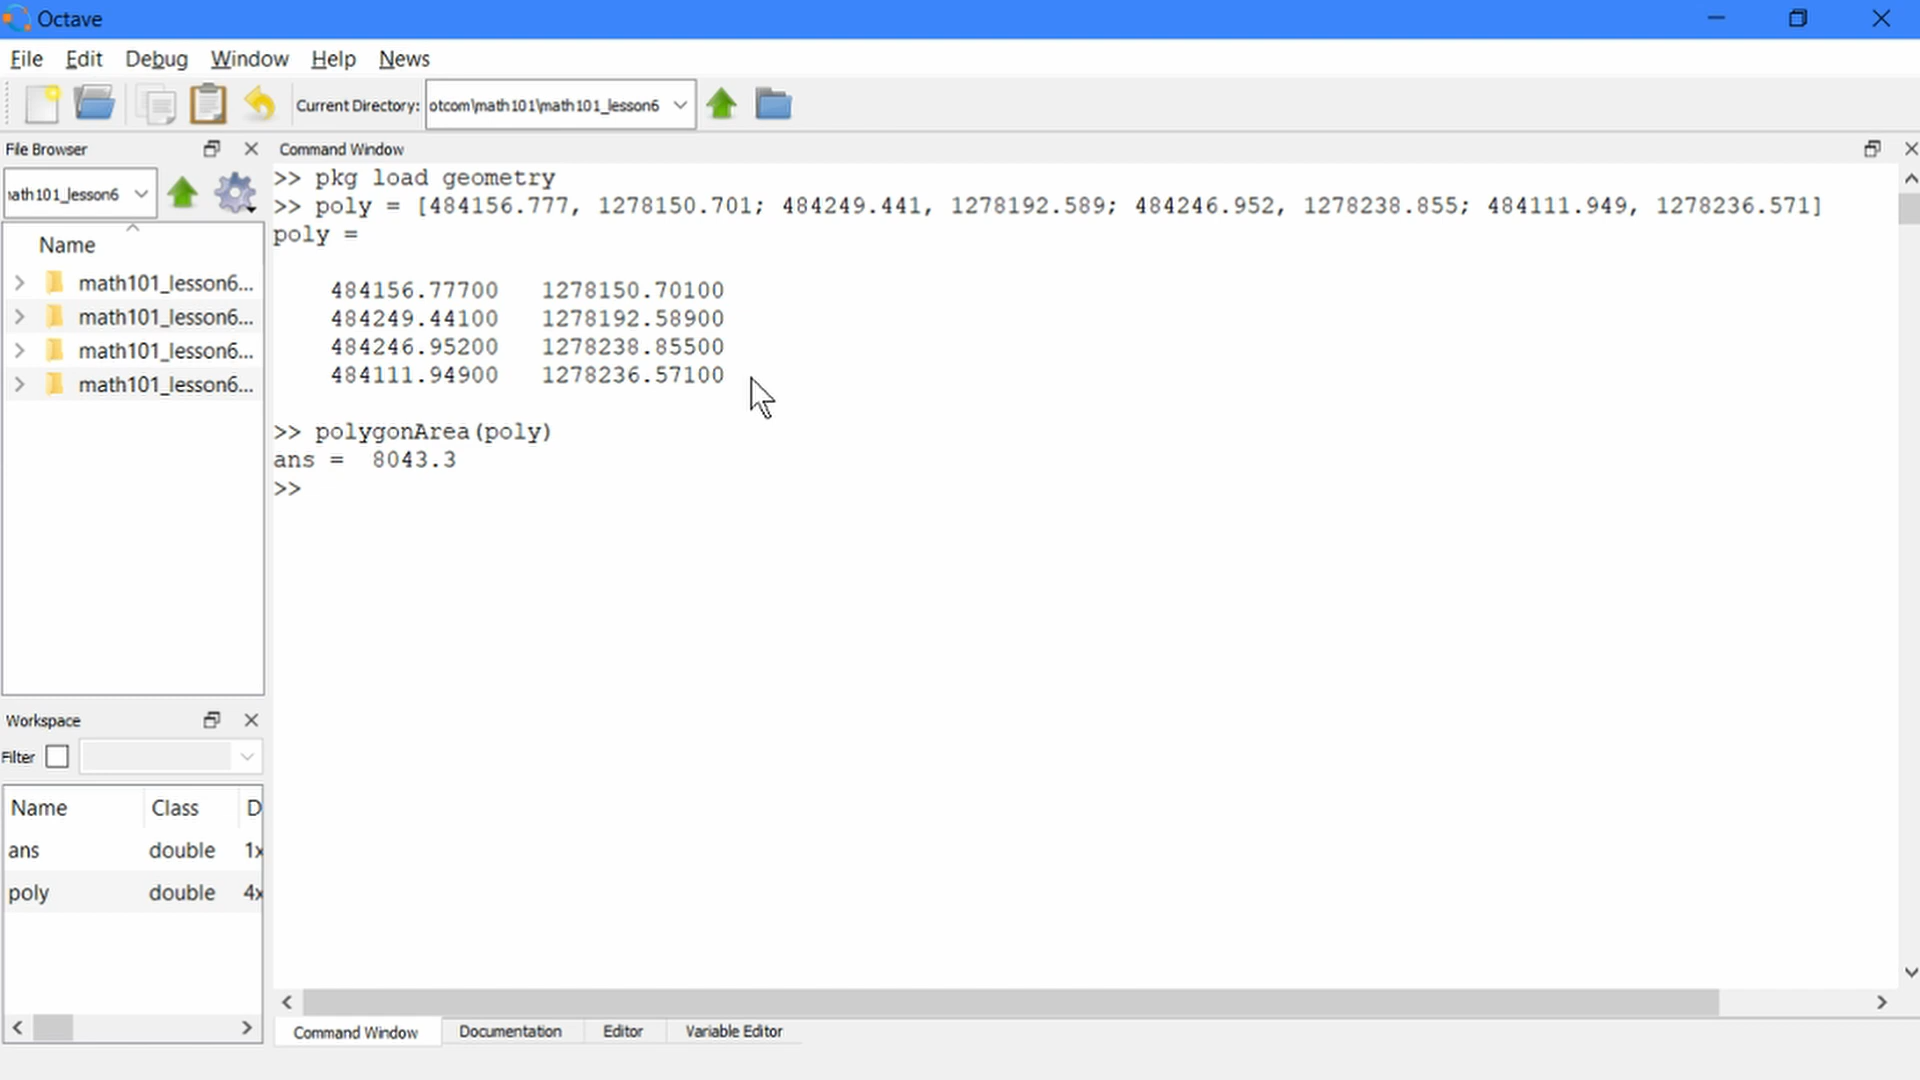 Octave
File Edit Debug Window Help News
Current Directory: otcom\math101\math101_lesson6
File Browser
math101_lesson6
Name
math101_lesson6...
math101_lesson6...
math101_lesson6...
math101_lesson6...
Workspace
Filter
Name Class D
ans double 1x
poly double 4x
Command Window
>> pkg load geometry
>> poly = [484156.777, 1278150.701; 484249.441, 1278192.589; 484246.952, 1278238.855; 484111.949, 1278236.571]
poly =
484156.77700 1278150.70100
484249.44100 1278192.58900
484246.95200 1278238.85500
484111.94900 1278236.57100
>> polygonArea(poly)
ans = 8043.3
>>
Command Window Documentation Editor Variable Editor